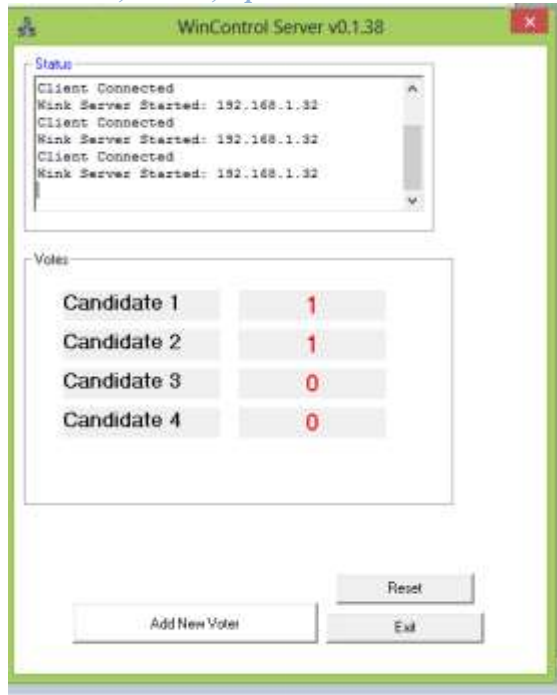 WinControl Server v0.1.38
Status
Client Connected
Wink Server Started: 192.168.1.32
Client Connected
Wink Server Started: 192.168.1.32
Client Connected
Wink Server Started: 192.168.1.32
Votes
Candidate 1 1
Candidate 2 1
Candidate 3 0
Candidate 4 0
Reset
Add New Voter
Exit